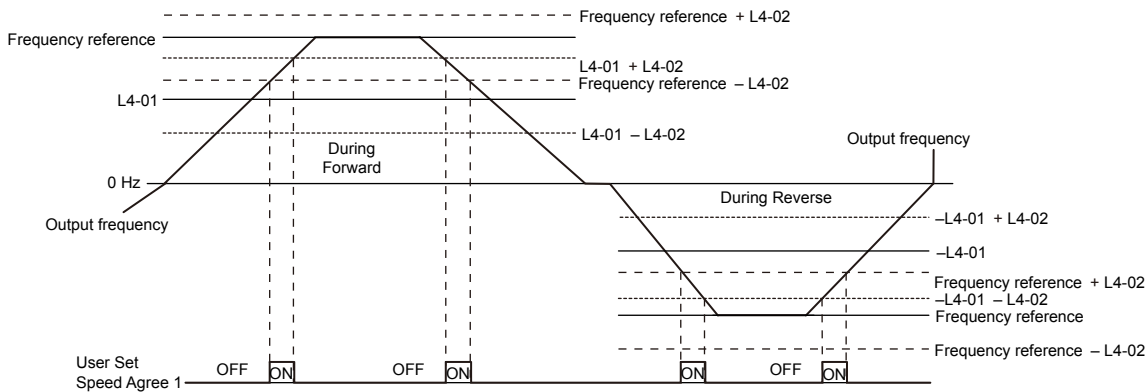 Frequency reference + L4-02
Frequency reference
L4-01 + L4-02
Frequency reference – L4-02
L4-01
L4-01 – L4-02
During
Forward
Output frequency
0 Hz
During Reverse
Output frequency
–L4-01 + L4-02
–L4-01
Frequency reference + L4-02
–L4-01 – L4-02
Frequency reference
Frequency reference – L4-02
User Set
Speed Agree 1
OFF
ON
OFF
ON
ON
OFF
ON